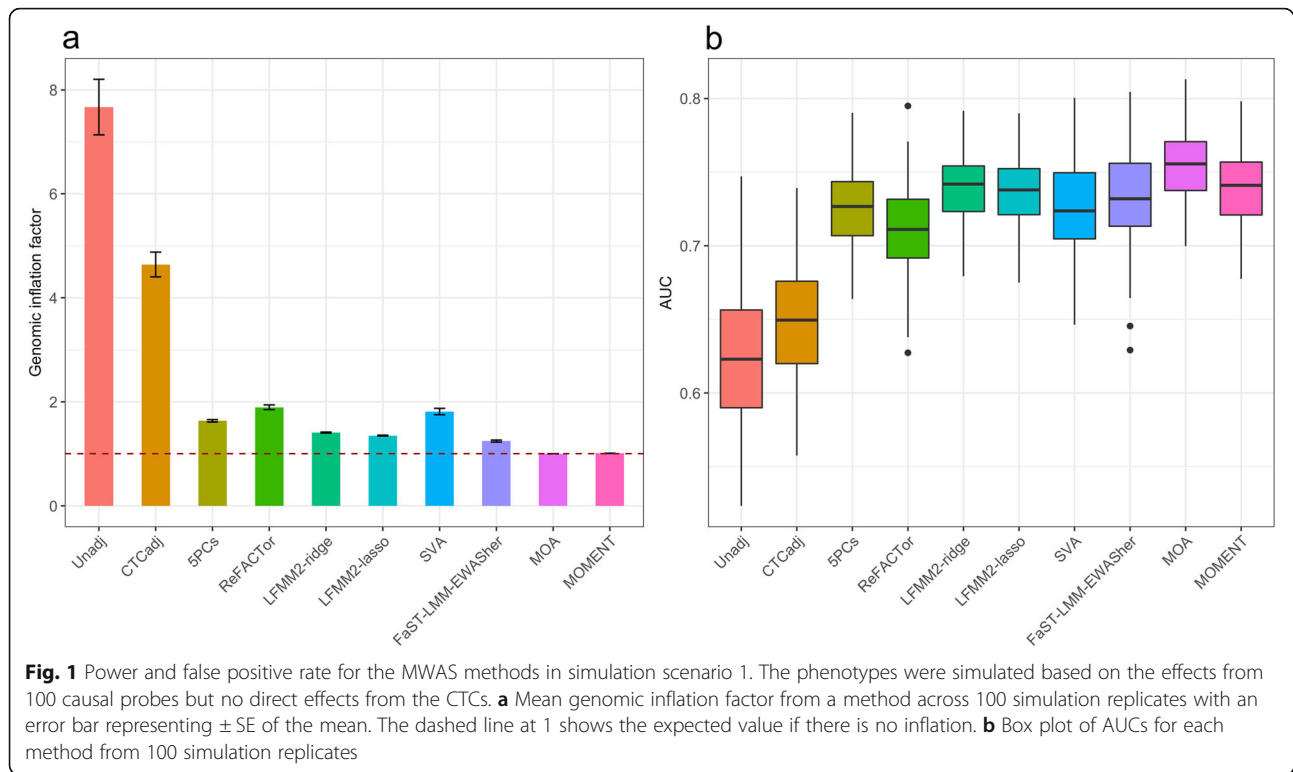 a
Genomic inflation factor
8
6
4
2
0
Unadj
CTCadj
5PCs
ReFACTor
LFMM2-ridge
LFMM2-lasso
SVA
FaST-LMM-EWASher
MOA
MOMENT
b
AUC
0.8
0.7
0.6
Unadj
CTCadj
5PCs
ReFACTor
LFMM2-ridge
LFMM2-lasso
SVA
FaST-LMM-EWASher
MOA
MOMENT
Fig. 1 Power and false positive rate for the MWAS methods in simulation scenario 1. The phenotypes were simulated based on the effects from
100 causal probes but no direct effects from the CTCs. a Mean genomic inflation factor from a method across 100 simulation replicates with an
error bar representing ± SE of the mean. The dashed line at 1 shows the expected value if there is no inflation. b Box plot of AUCs for each
method from 100 simulation replicates